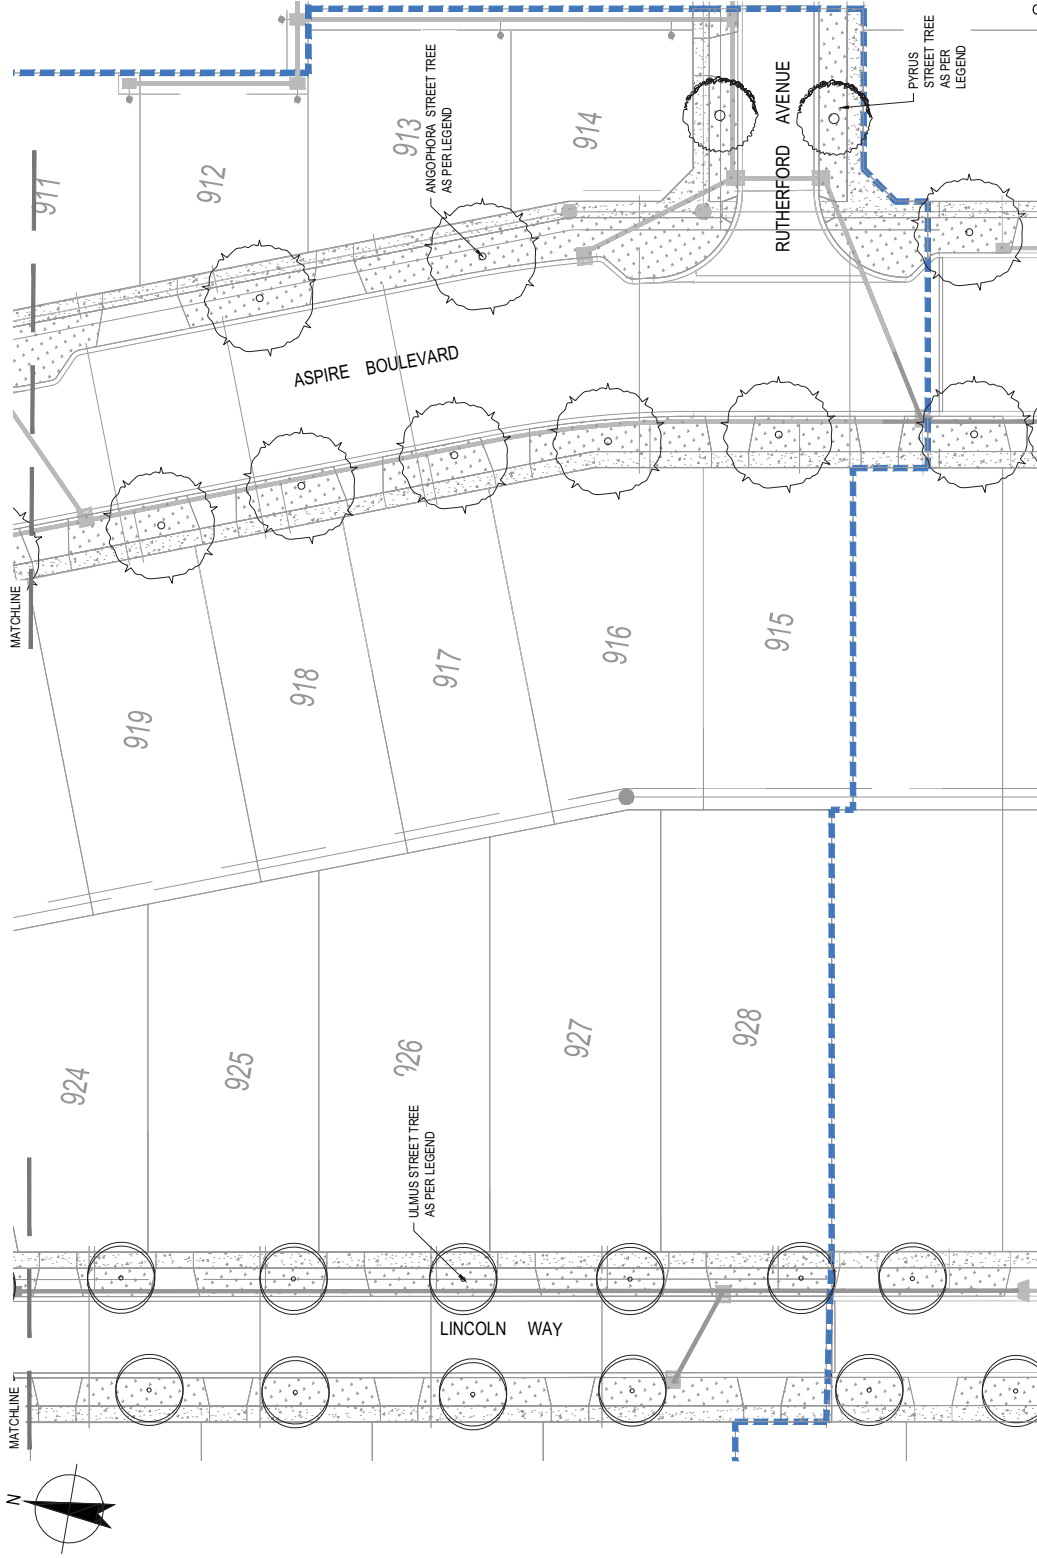 PYRUS
STREET TREE
AS PER
LEGEND
ANGOPHORA STREET TREE
AS PER LEGEND
RUTHERFORD AVENUE
911
912
913
914
ASPIRE BOULEVARD
MATCHLINE
919
918
917
916
915
924
925
926
927
928
ULMUS STREET TREE
AS PER LEGEND
LINCOLN WAY
MATCHLINE
N